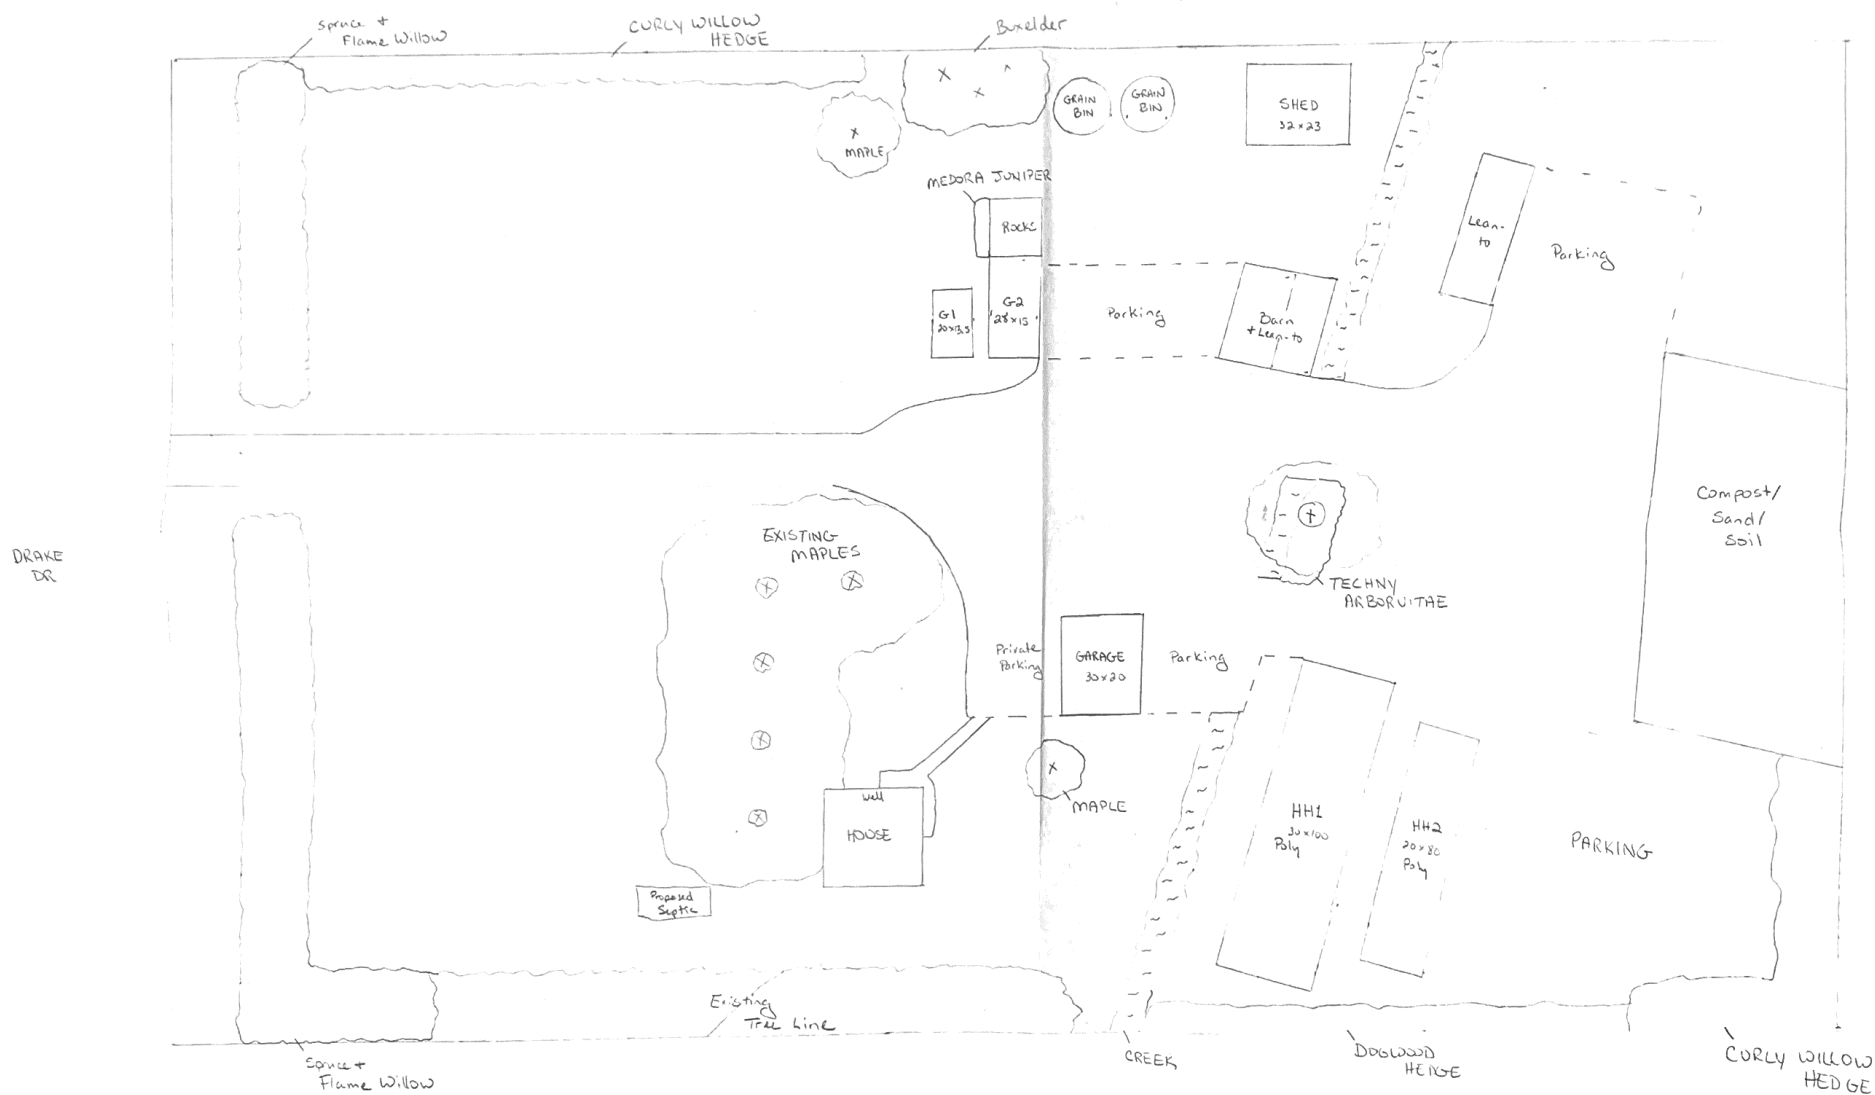 Spruce +
Flame Willow
CURLY WILLOW
HEDGE
Boxelder
GRAIN
BIN
GRAIN
BIN
SHED
32x23
MAPLE
MEDORA JUNIPER
ROCKS
Lean-
to
Parking
G1
20x13.5
G2
28x15
Parking
Barn
+ Lean-to
Compost/
Sand/
Soil
DRAKE
DR
EXISTING
MAPLES
TECHNY
ARBORVITAE
Private
Parking
GARAGE
30x20
Parking
MAPLE
Well
HOUSE
HH1
30x100
Poly
HH2
20x80
Poly
PARKING
Proposed
Septic
Existing
Tree Line
CREEK
DOGWOOD
HEDGE
CURLY WILLOW
HEDGE
Spruce +
Flame Willow